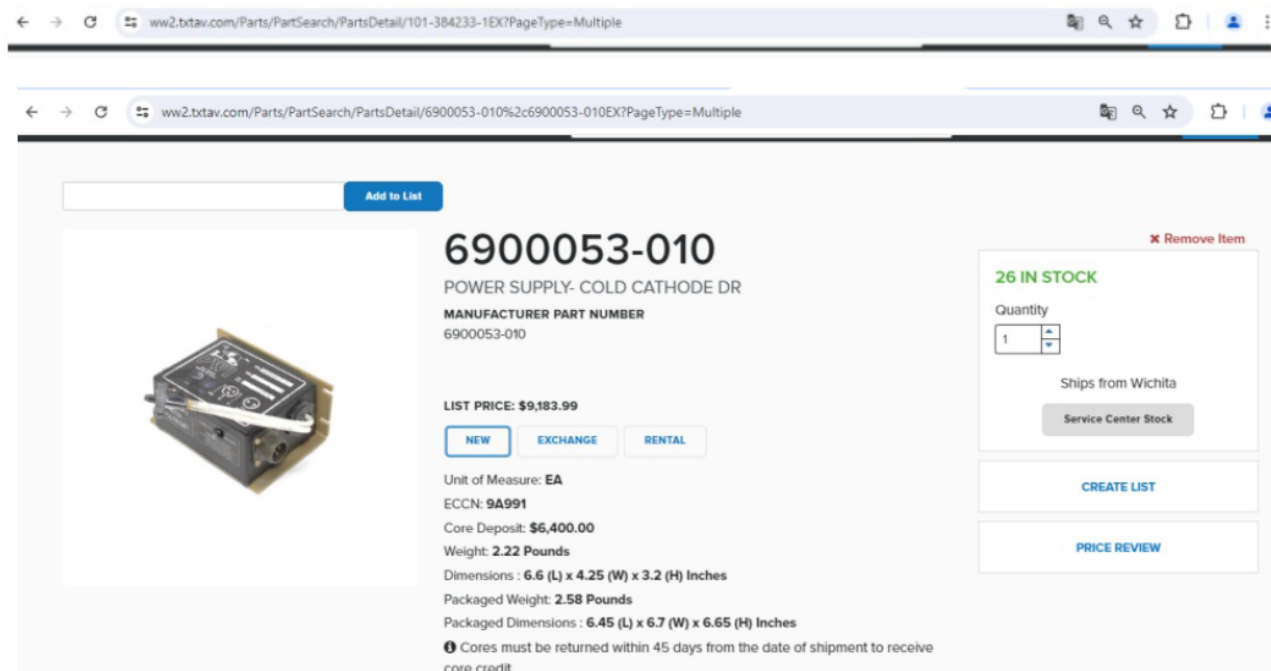 ww2.txtav.com/Parts/PartSearch/PartsDetail/101-384233-1EX?PageType=Multiple
ww2.txtav.com/Parts/PartSearch/PartsDetail/6900053-010%2c6900053-010EX?PageType=Multiple
Add to List
6900053-010
POWER SUPPLY- COLD CATHODE DR
MANUFACTURER PART NUMBER
6900053-010
LIST PRICE: $9,183.99
NEW EXCHANGE RENTAL
Unit of Measure: EA
ECCN: 9A991
Core Deposit: $6,400.00
Weight: 2.22 Pounds
Dimensions : 6.6 (L) x 4.25 (W) x 3.2 (H) Inches
Packaged Weight: 2.58 Pounds
Packaged Dimensions : 6.45 (L) x 6.7 (W) x 6.65 (H) Inches
Cores must be returned within 45 days from the date of shipment to receive
core credit
Remove Item
26 IN STOCK
Quantity
1
Ships from Wichita
Service Center Stock
CREATE LIST
PRICE REVIEW